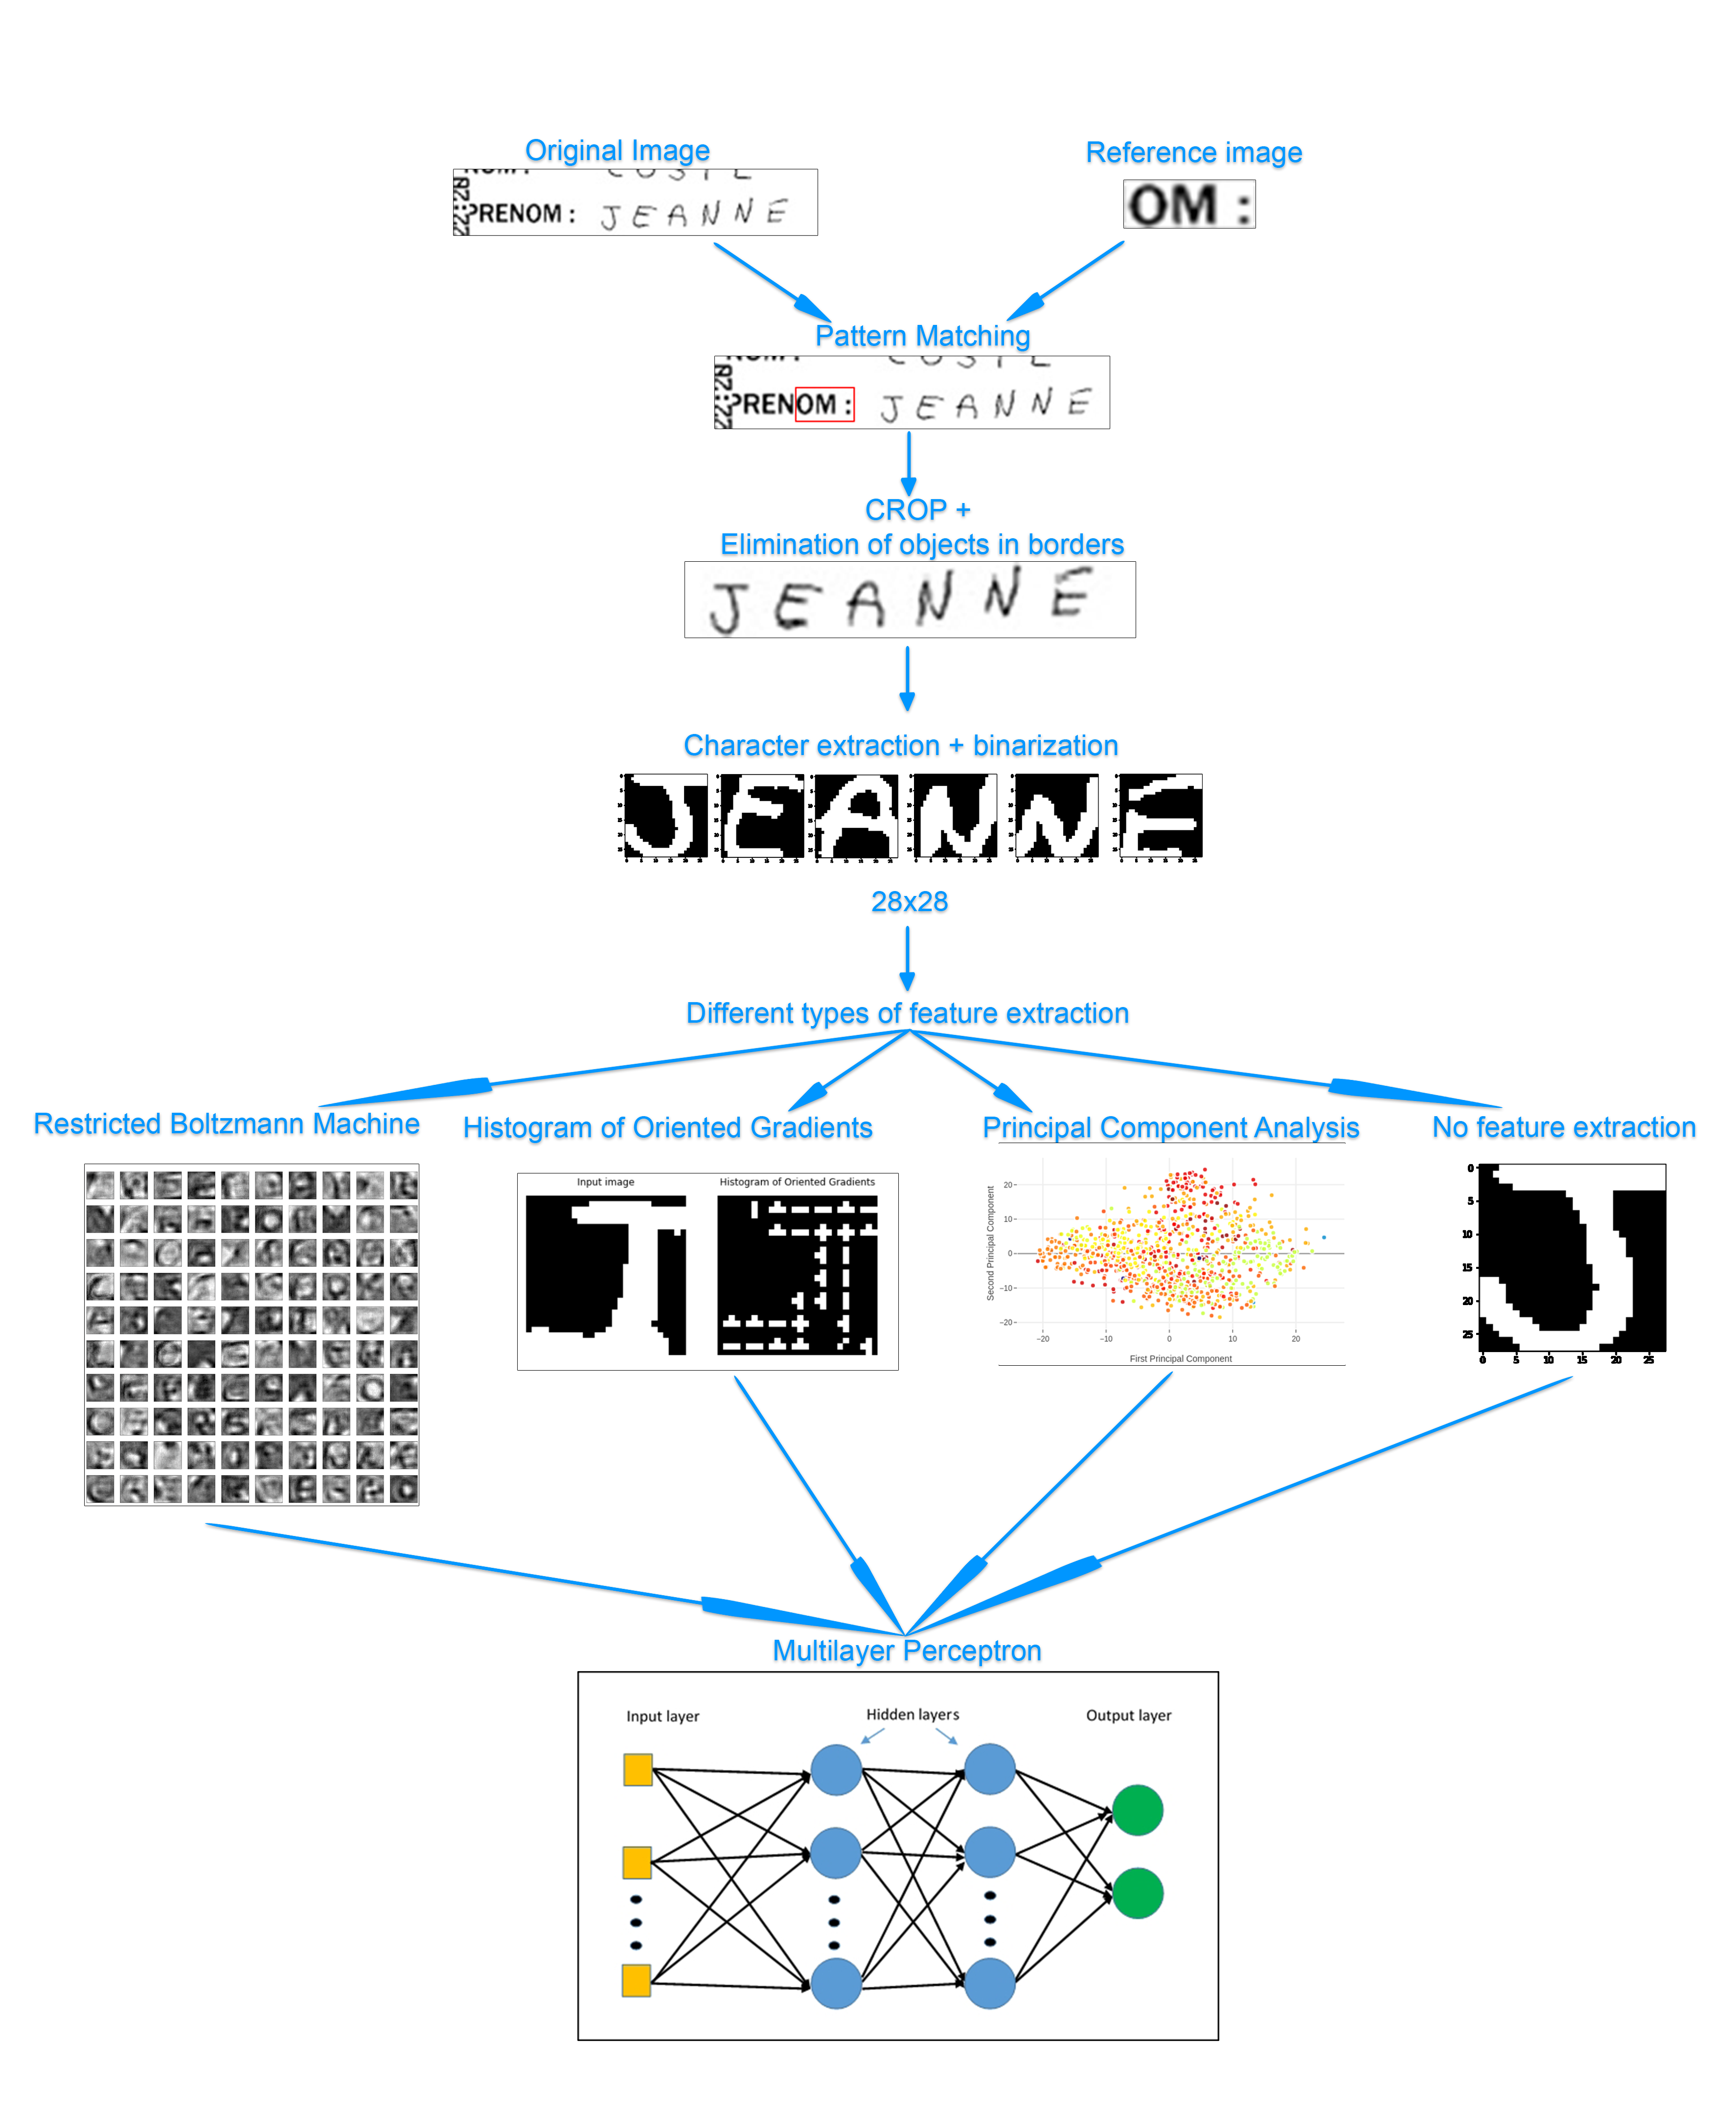 Original Image
Reference image
PRENOM : JEANNE
OM :
Pattern Matching
PRENOM : JEANNE
CROP +
Elimination of objects in borders
JEANNE
Character extraction + binarization
J E A N N E
28x28
Different types of feature extraction
Restricted Boltzmann Machine
Histogram of Oriented Gradients
Principal Component Analysis
No feature extraction
Input image
Histogram of Oriented Gradients
Second Principal Component
20
10
0
−10
−20
−20 −10 0 10 20
First Principal Component
0
5
10
15
20
25
0 5 10 15 20 25
Multilayer Perceptron
Input layer
Hidden layers
Output layer